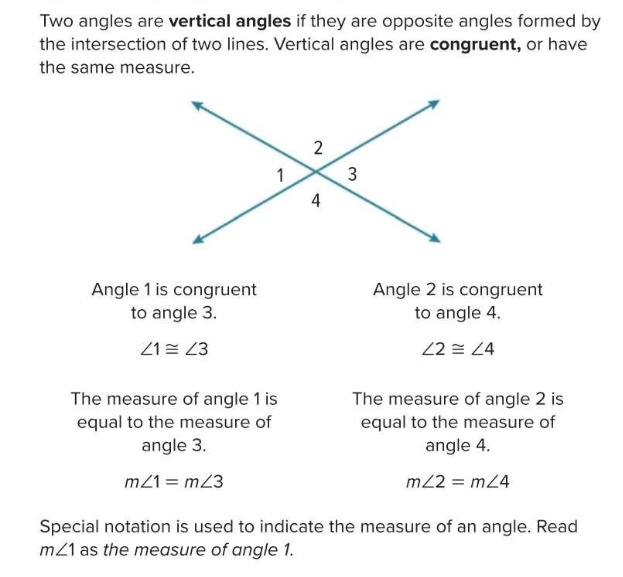 Two angles are vertical angles if they are opposite angles formed by
the intersection of two lines. Vertical angles are congruent, or have
the same measure.
2
1
3
4
Angle 1 is congruent
to angle 3.
∠1 ≅ ∠3
Angle 2 is congruent
to angle 4.
∠2 ≅ ∠4
The measure of angle 1 is
equal to the measure of
angle 3.
m∠1 = m∠3
The measure of angle 2 is
equal to the measure of
angle 4.
m∠2 = m∠4
Special notation is used to indicate the measure of an angle. Read
m∠1 as the measure of angle 1.